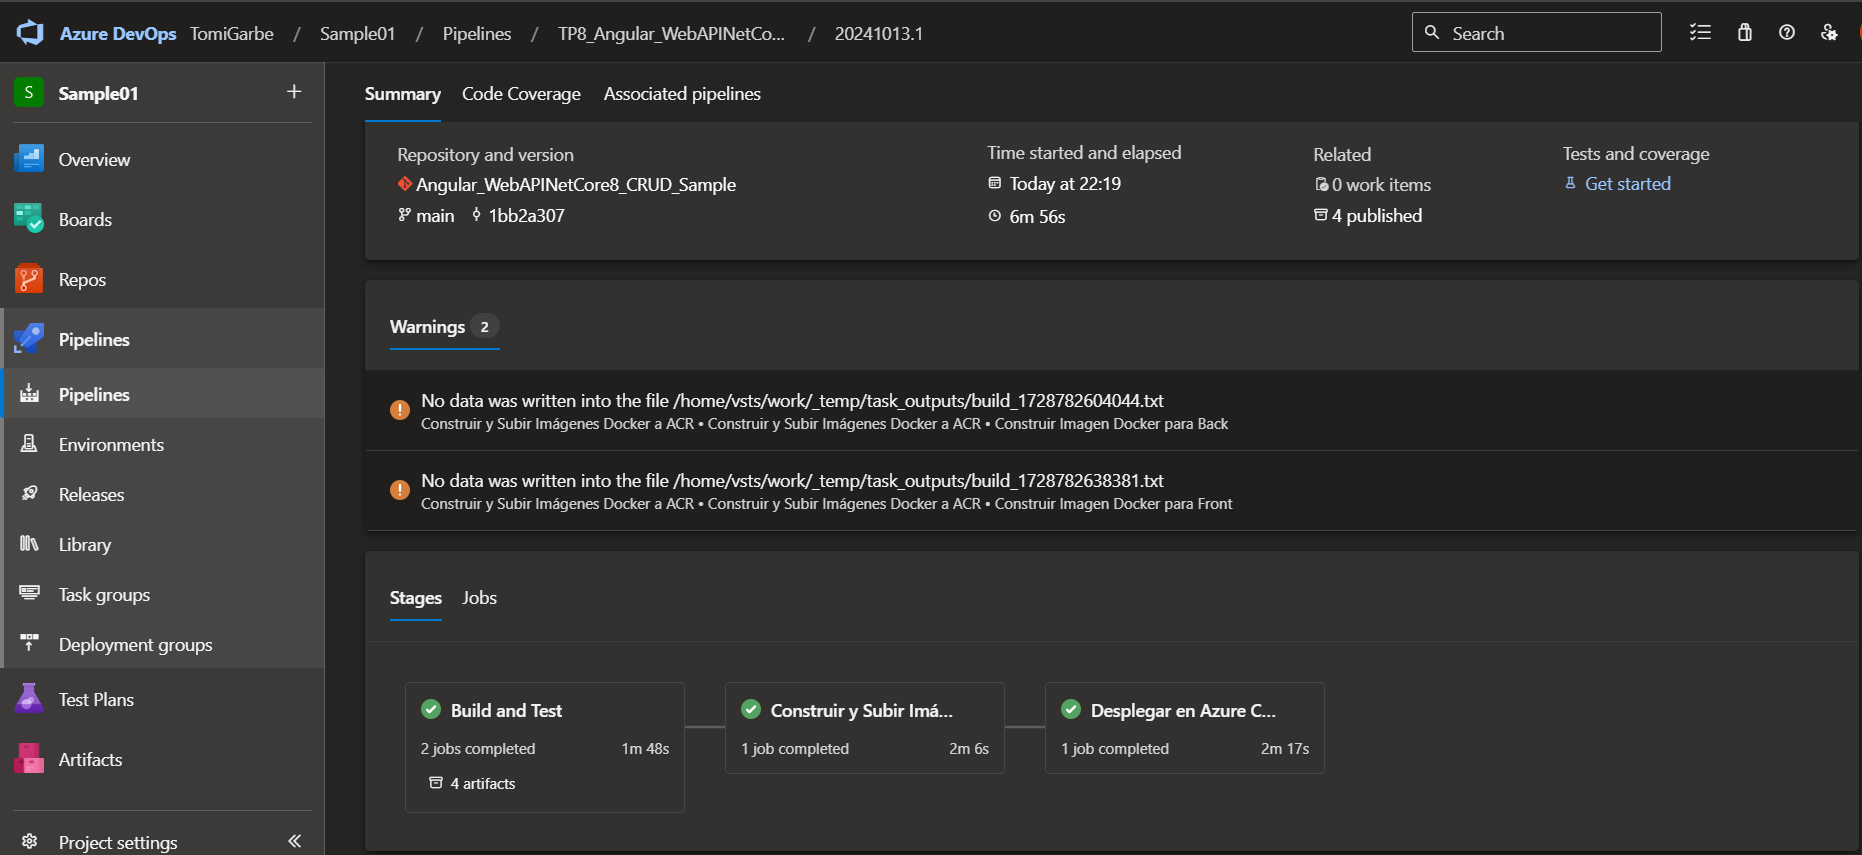 Azure DevOps TomiGarbe / Sample01 / Pipelines / TP8_Angular_WebAPINetCo... / 20241013.1
Search
S Sample01 +
Overview
Boards
Repos
Pipelines
Pipelines
Environments
Releases
Library
Task groups
Deployment groups
Test Plans
Artifacts
Project settings
Summary Code Coverage Associated pipelines
Repository and version
Angular_WebAPINetCore8_CRUD_Sample
main 1bb2a307
Time started and elapsed
Today at 22:19
6m 56s
Related
0 work items
4 published
Tests and coverage
Get started
Warnings 2
No data was written into the file /home/vsts/work/_temp/task_outputs/build_1728782604044.txt
Construir y Subir Imágenes Docker a ACR • Construir y Subir Imágenes Docker a ACR • Construir Imagen Docker para Back
No data was written into the file /home/vsts/work/_temp/task_outputs/build_1728782638381.txt
Construir y Subir Imágenes Docker a ACR • Construir y Subir Imágenes Docker a ACR • Construir Imagen Docker para Front
Stages Jobs
Build and Test
2 jobs completed 1m 48s
4 artifacts
Construir y Subir Imá...
1 job completed 2m 6s
Desplegar en Azure C...
1 job completed 2m 17s